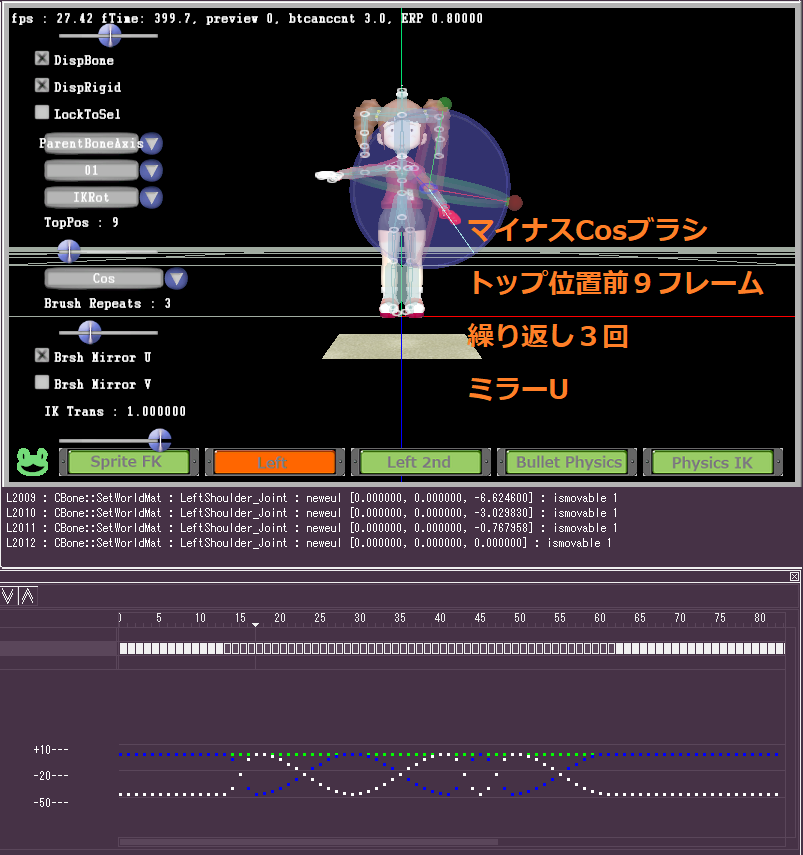 fps : 27.42 fTime: 399.7, preview 0, btcanccnt 3.0, ERP 0.80000
DispBone
DispRigid
LockToSel
ParentBoneAxis
01
IKRot
TopPos : 9
Cos
Brush Repeats : 3
Brsh Mirror U
Brsh Mirror V
IK Trans : 1.000000
マイナスCosブラシ
トップ位置前９フレーム
繰り返し３回
ミラーU
Sprite FK Left Left 2nd Bullet Physics Physics IK
L2009 : CBone::SetWorldMat : LeftShoulder_Joint : neweul [0.000000, 0.000000, -6.624600] : ismovable 1
L2010 : CBone::SetWorldMat : LeftShoulder_Joint : neweul [0.000000, 0.000000, -3.029830] : ismovable 1
L2011 : CBone::SetWorldMat : LeftShoulder_Joint : neweul [0.000000, 0.000000, -0.767958] : ismovable 1
L2012 : CBone::SetWorldMat : LeftShoulder_Joint : neweul [0.000000, 0.000000, 0.000000] : ismovable 1
0 5 10 15 20 25 30 35 40 45 50 55 60 65 70 75 80
+10---
-20---
-50---